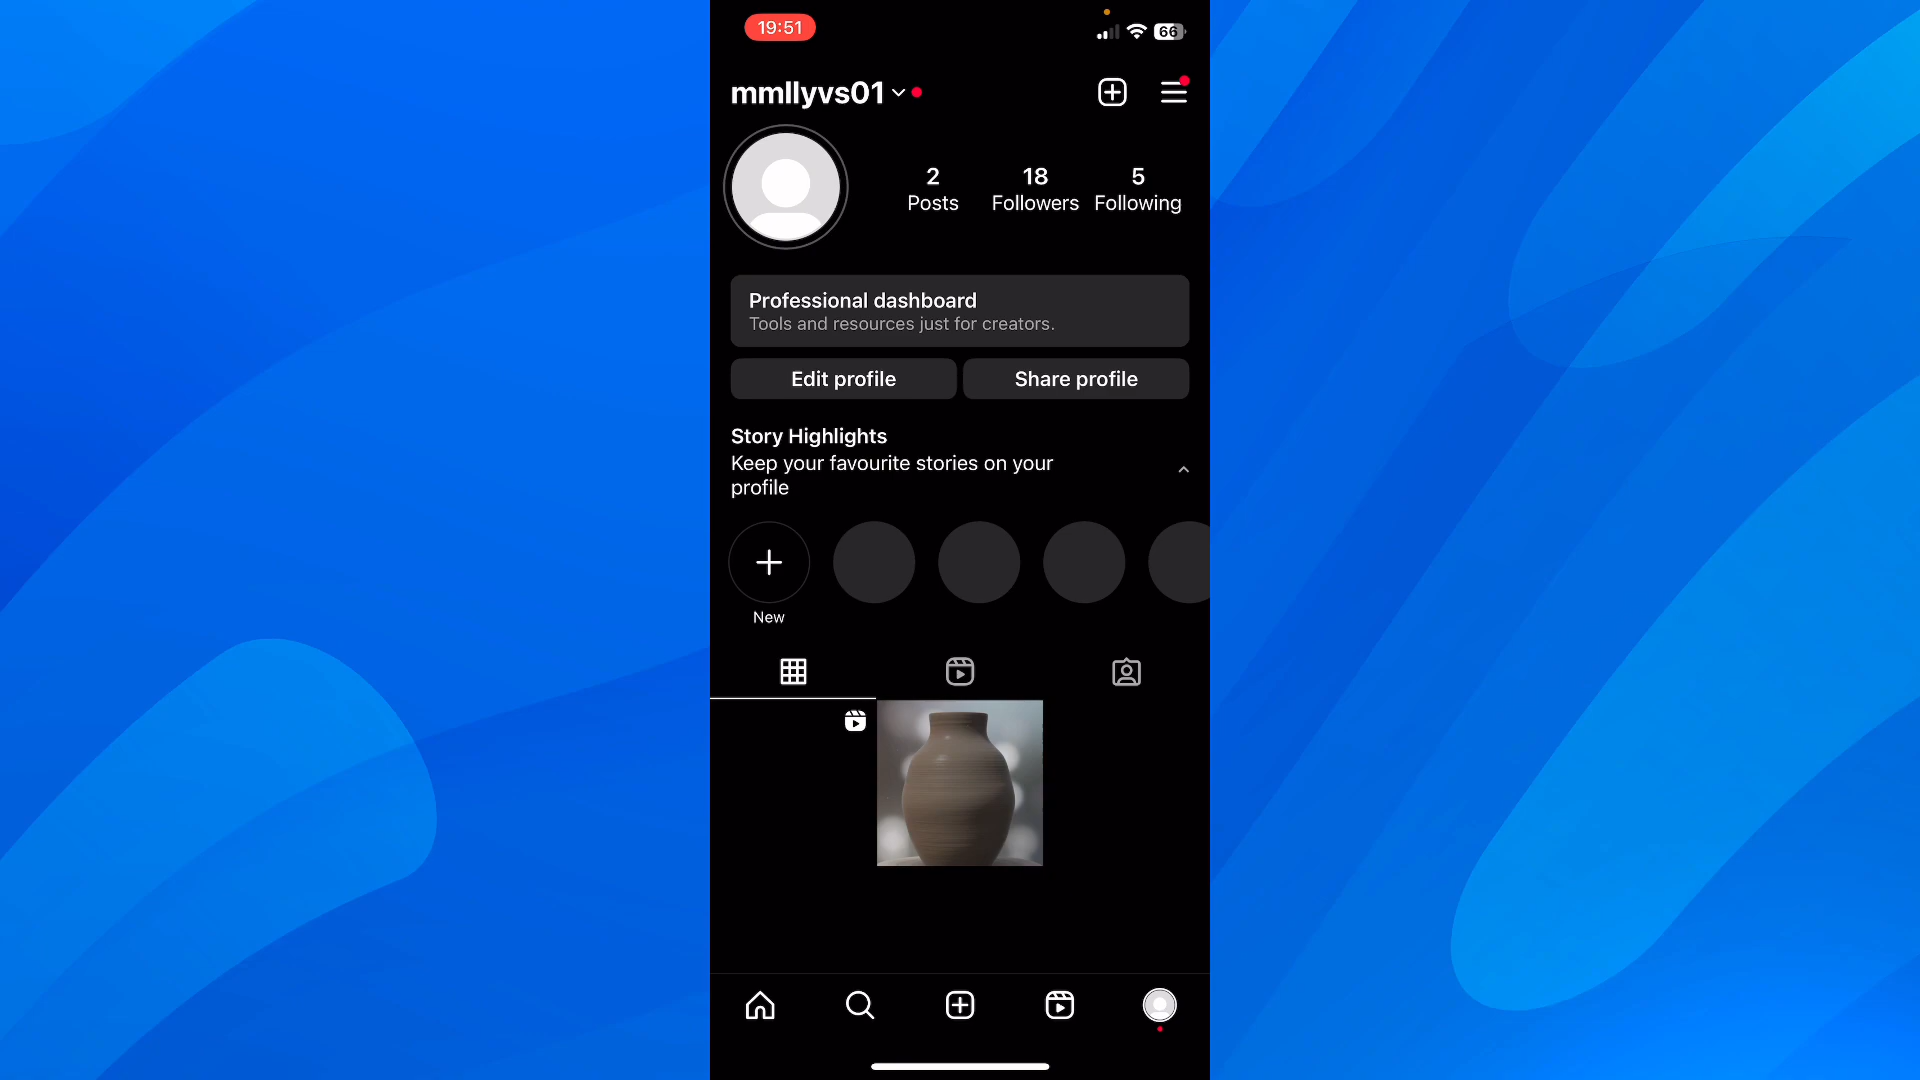 19:51
66
mmllyvs01
2
18
5
Posts
Followers
Following
Professional dashboard
Tools and resources just for creators.
Edit profile
Share profile
Story Highlights
Keep your favourite stories on your
profile
New